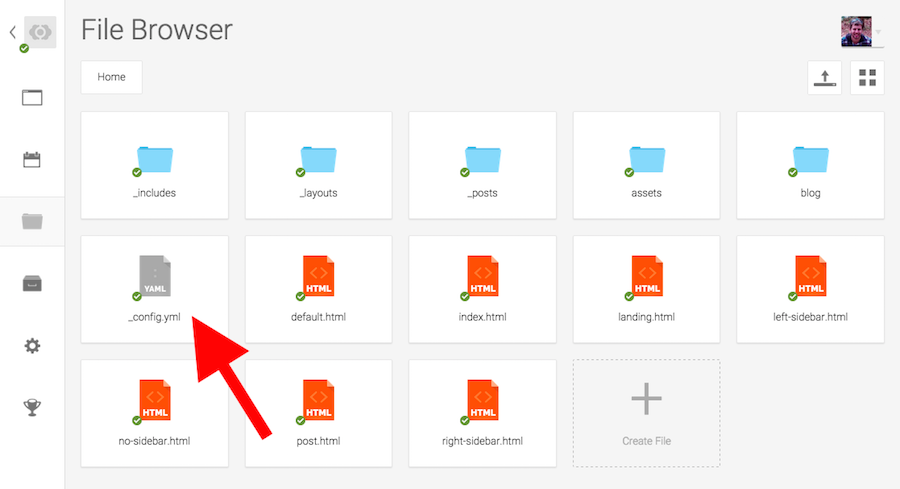 File Browser
Home
_includes
_layouts
_posts
assets
blog
YAML
HTML
HTML
HTML
HTML
_config.yml
default.html
index.html
landing.html
left-sidebar.html
HTML
HTML
HTML
no-sidebar.html
post.html
right-sidebar.html
Create File